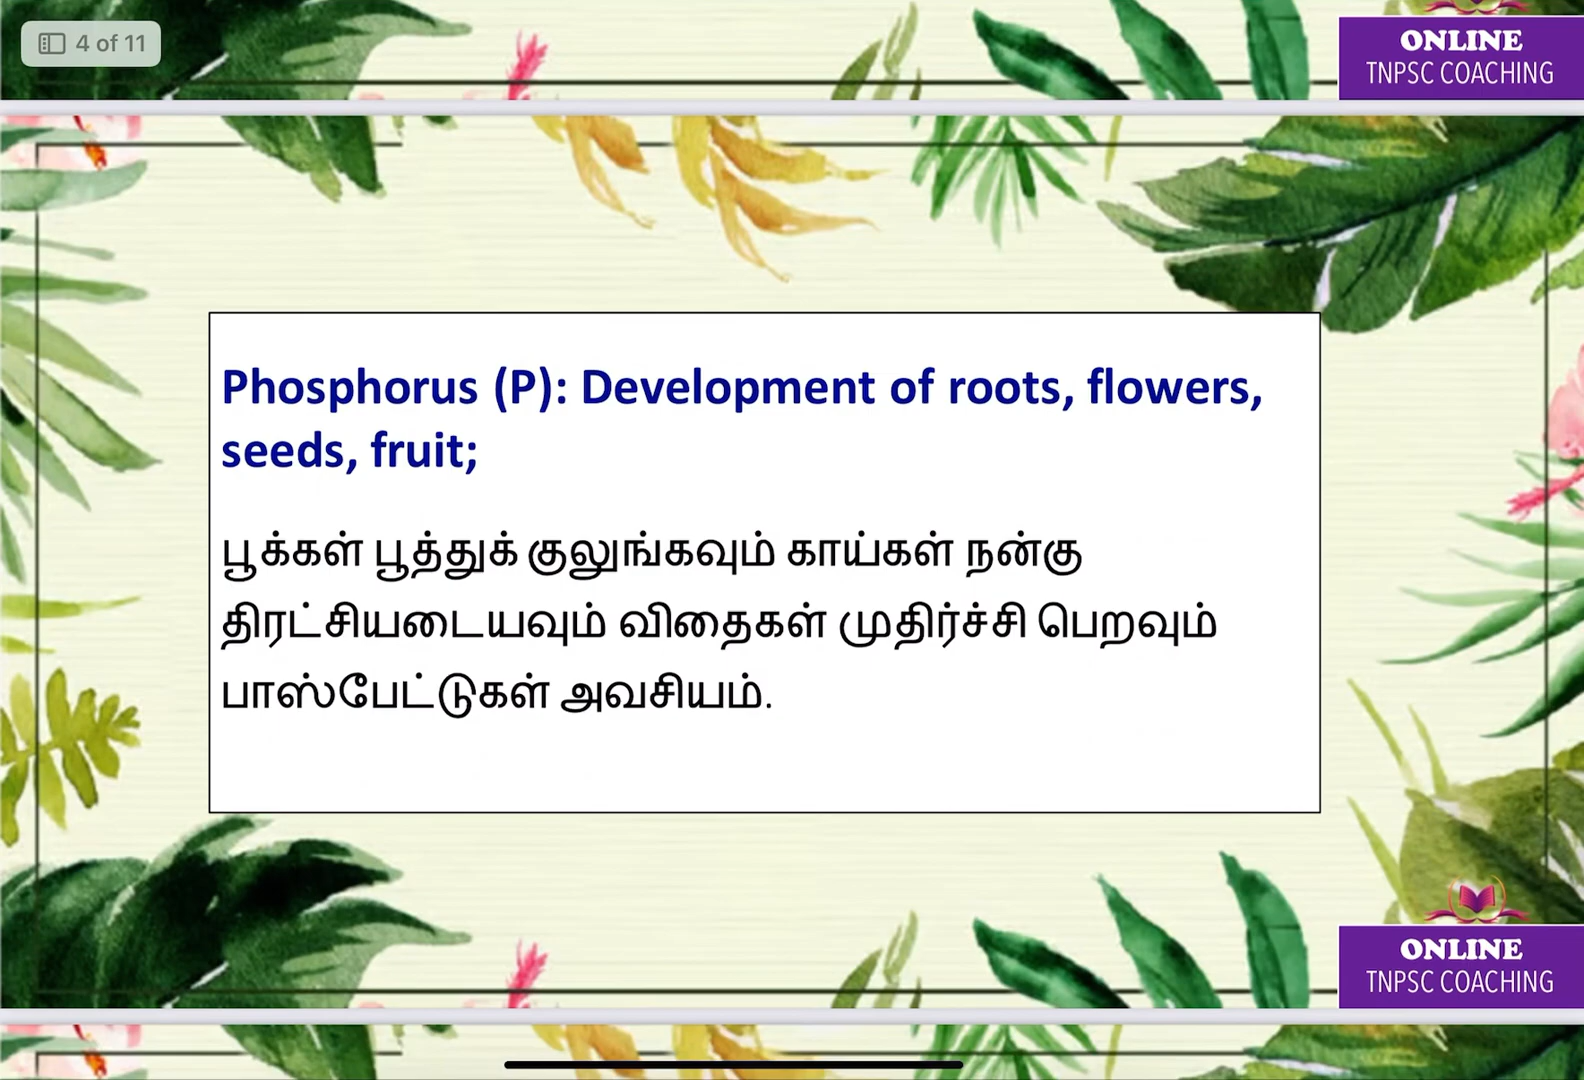 4 of 11
ONLINE
TNPSC COACHING
Phosphorus (P): Development of roots, flowers,
seeds, fruit;
பூக்கள் பூத்துக் குலுங்கவும் காய்கள் நன்கு
திரட்சியடையவும் விதைகள் முதிர்ச்சி பெறவும்
பாஸ்பேட்டுகள் அவசியம்.
ONLINE
TNPSC COACHING